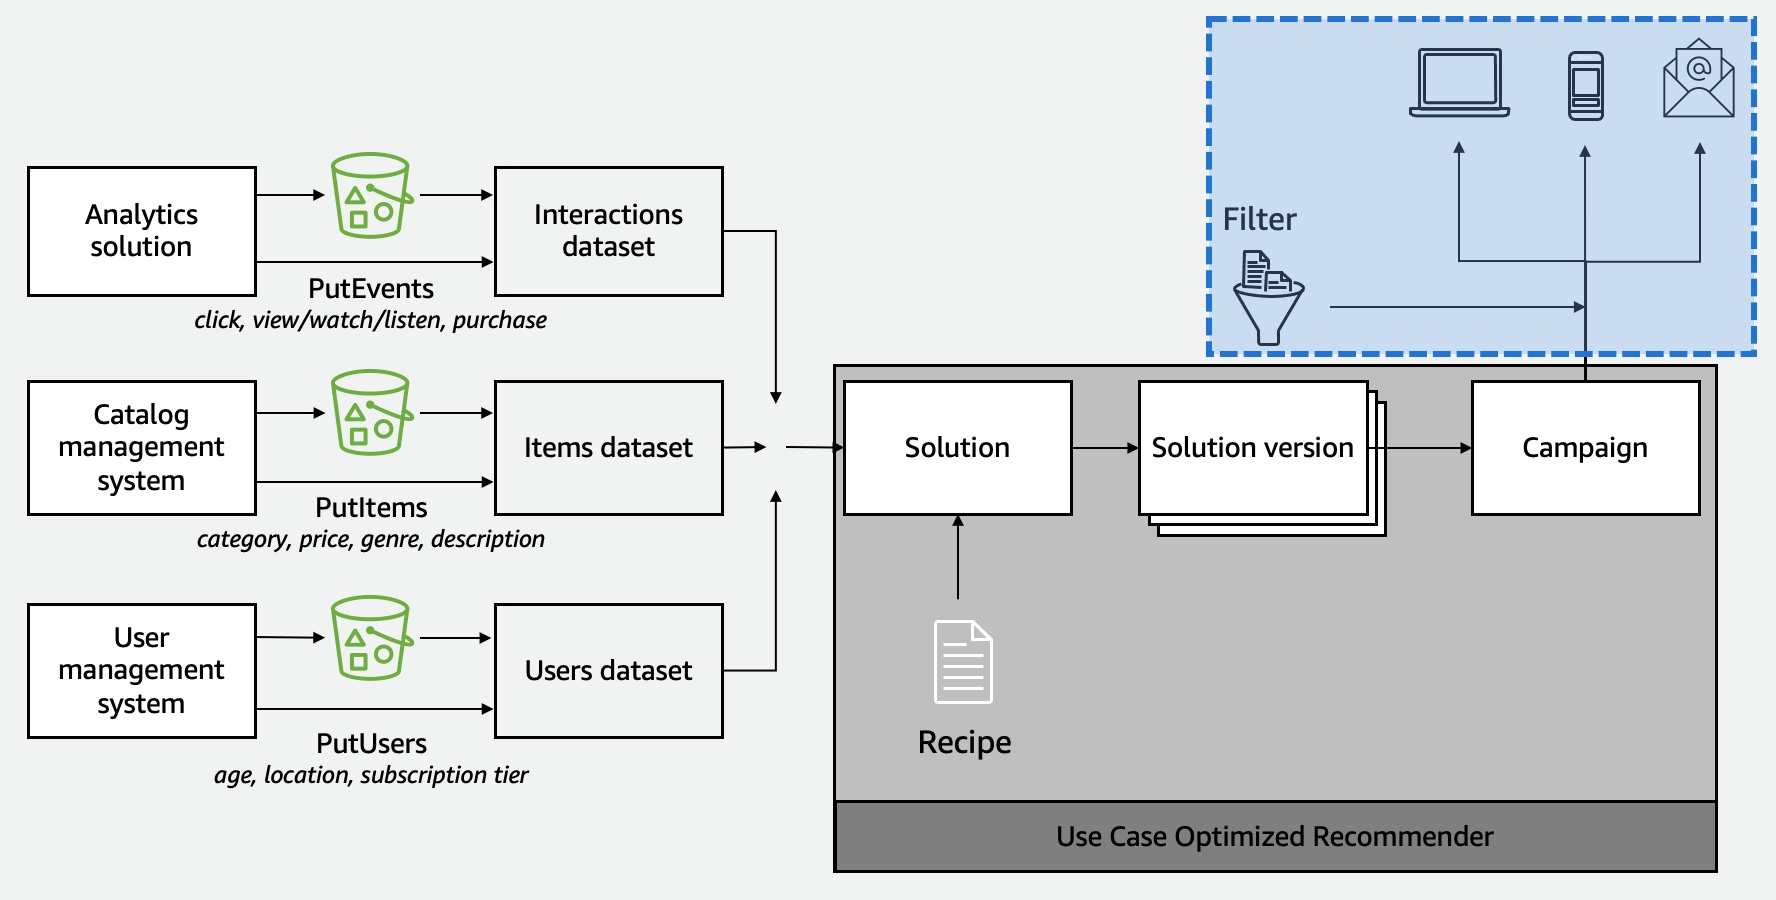 Filter
Analytics
solution
Interactions
dataset
PutEvents
click, view/watch/listen, purchase
Catalog
management
system
Items dataset
PutItems
category, price, genre, description
User
management
system
Users dataset
PutUsers
age, location, subscription tier
Solution
Solution version
Campaign
Recipe
Use Case Optimized Recommender
@